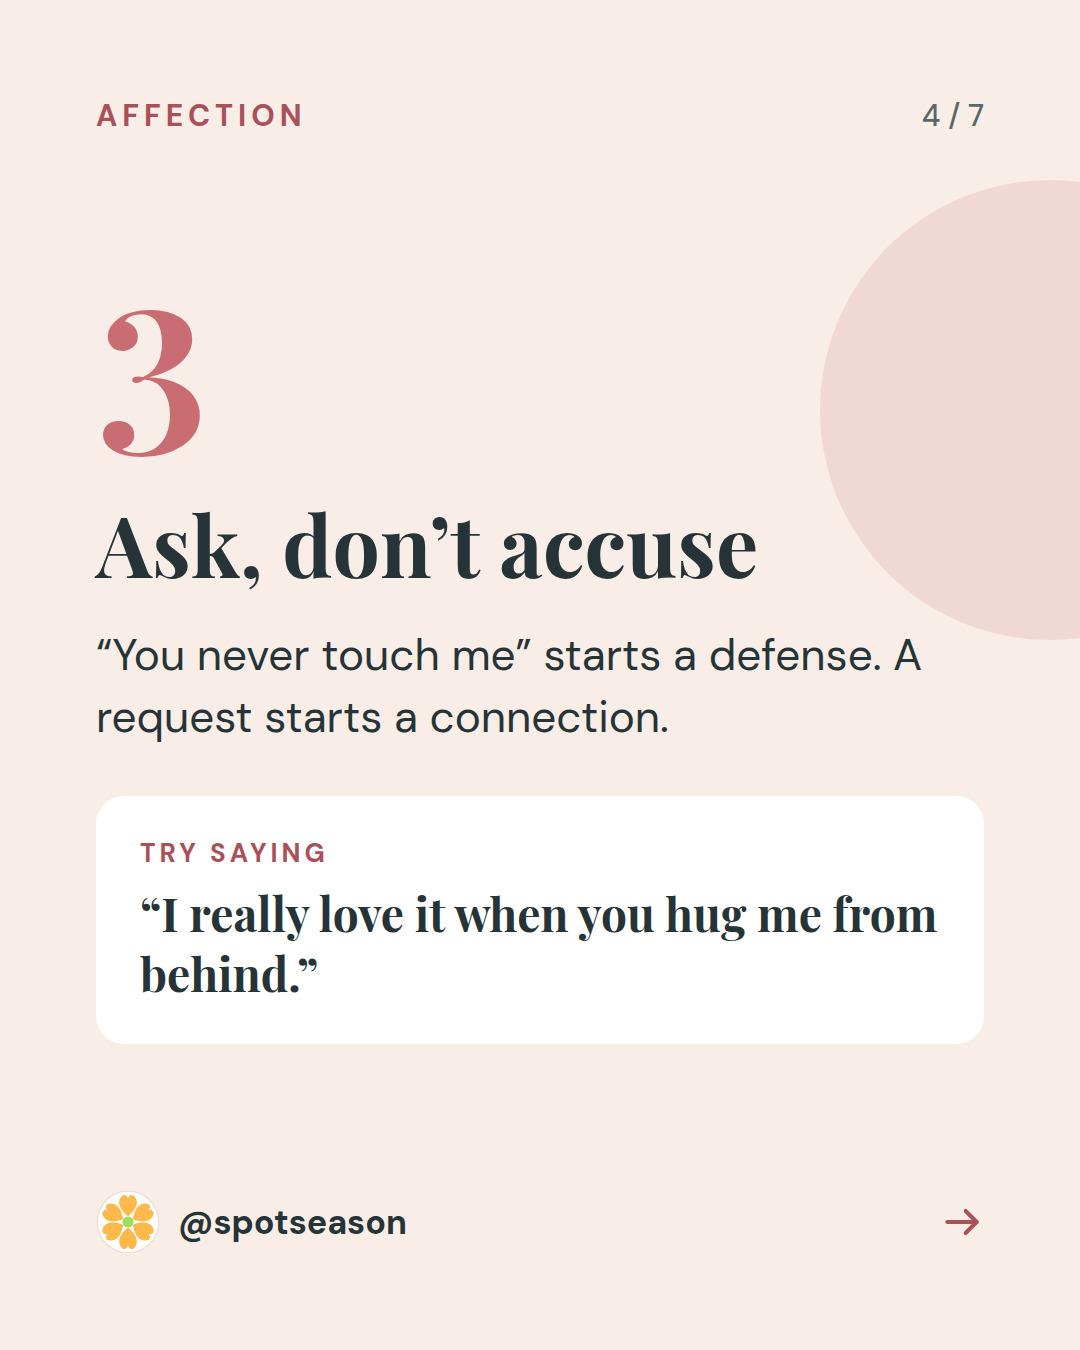 AFFECTION
4 / 7
3
Ask, don’t accuse
“You never touch me” starts a defense. A
request starts a connection.
TRY SAYING
“I really love it when you hug me from
behind.”
@spotseason